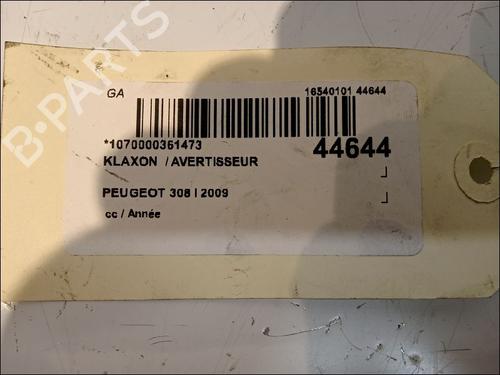 B-PARTS
GA
16540101 44644
*1070000361473
44644
KLAXON / AVERTISSEUR
PEUGEOT 308 I 2009
cc / Année